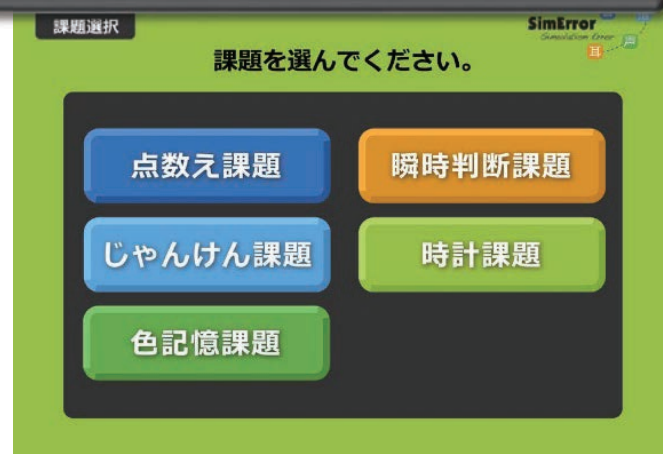 課題選択
SimError
Simulation Error
課題を選んでください。
点数え課題
瞬時判断課題
じゃんけん課題
時計課題
色記憶課題